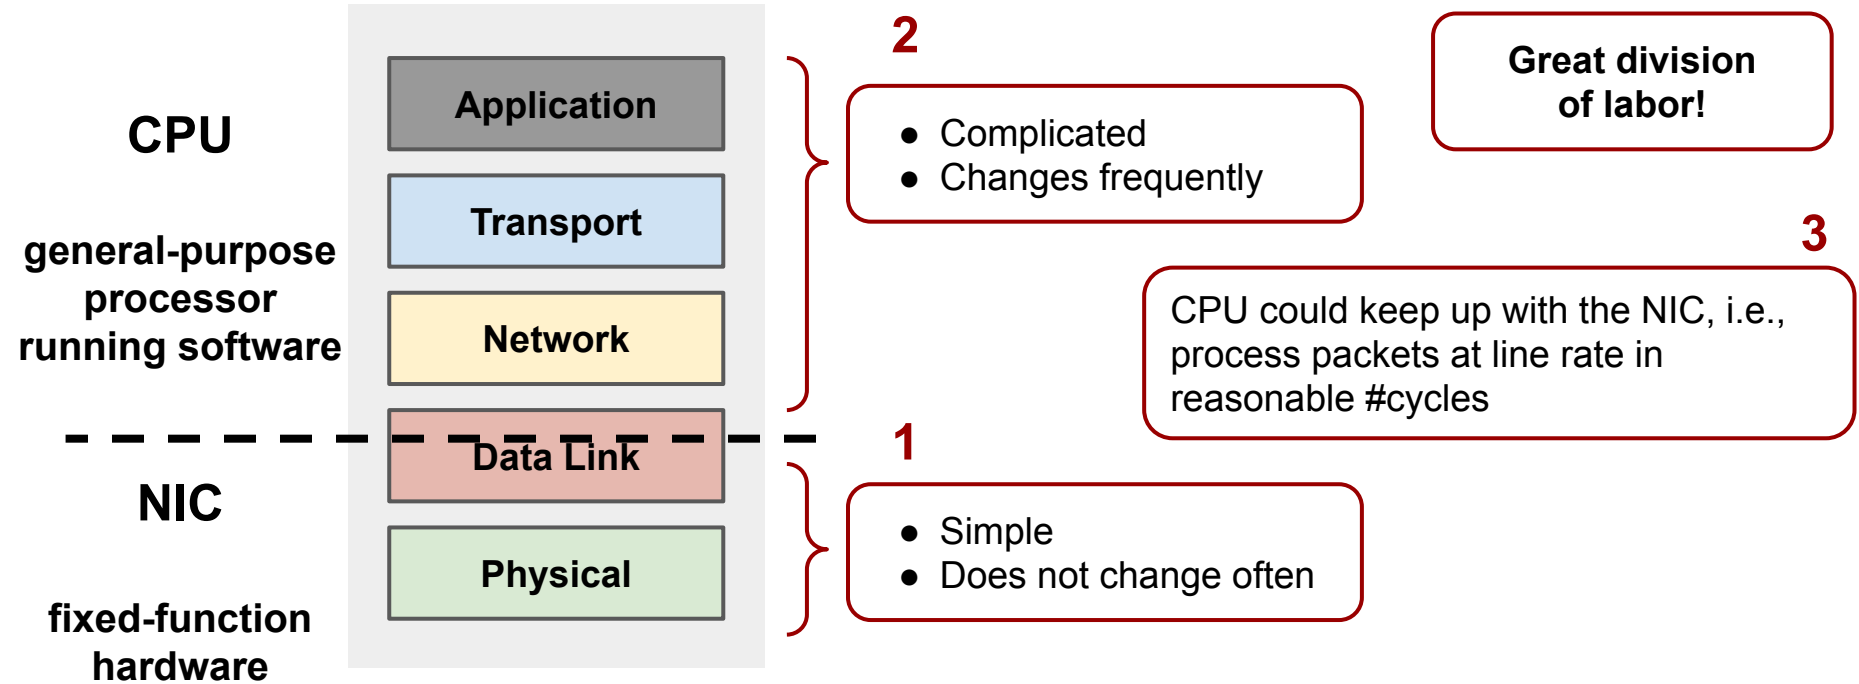 CPU
general-purpose
processor
running software
NIC
fixed-function
hardware
Application
Transport
Network
Data Link
Physical
2
● Complicated
● Changes frequently
1
● Simple
● Does not change often
Great division
of labor!
3
CPU could keep up with the NIC, i.e.,
process packets at line rate in
reasonable #cycles